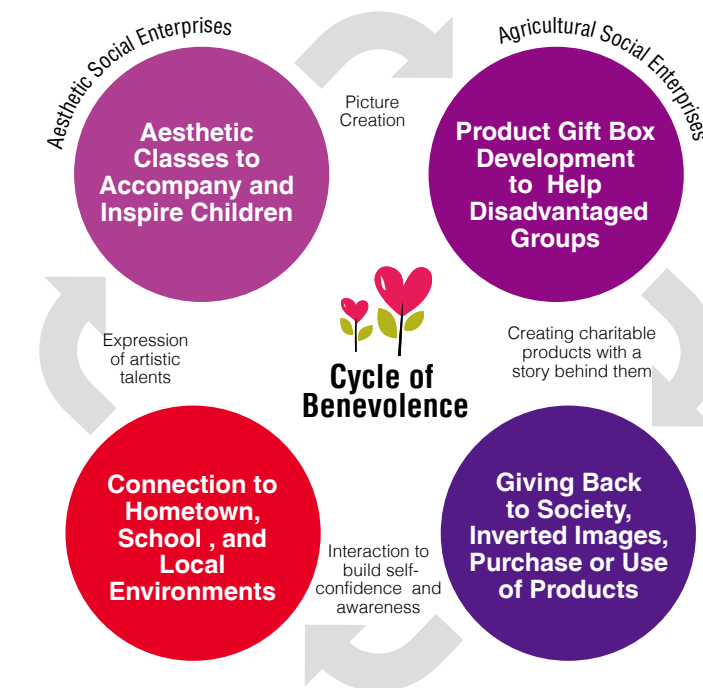 Aesthetic Social Enterprises
Agricultural Social Enterprises
Aesthetic
Classes to
Accompany and
Inspire Children
Picture
Creation
Product Gift Box
Development
to Help
Disadvantaged
Groups
Expression
of artistic
talents
Cycle of
Benevolence
Creating charitable
products with a
story behind them
Connection to
Hometown,
School , and
Local
Environments
Interaction to
build self-
confidence and
awareness
Giving Back
to Society,
Inverted Images,
Purchase or Use
of Products